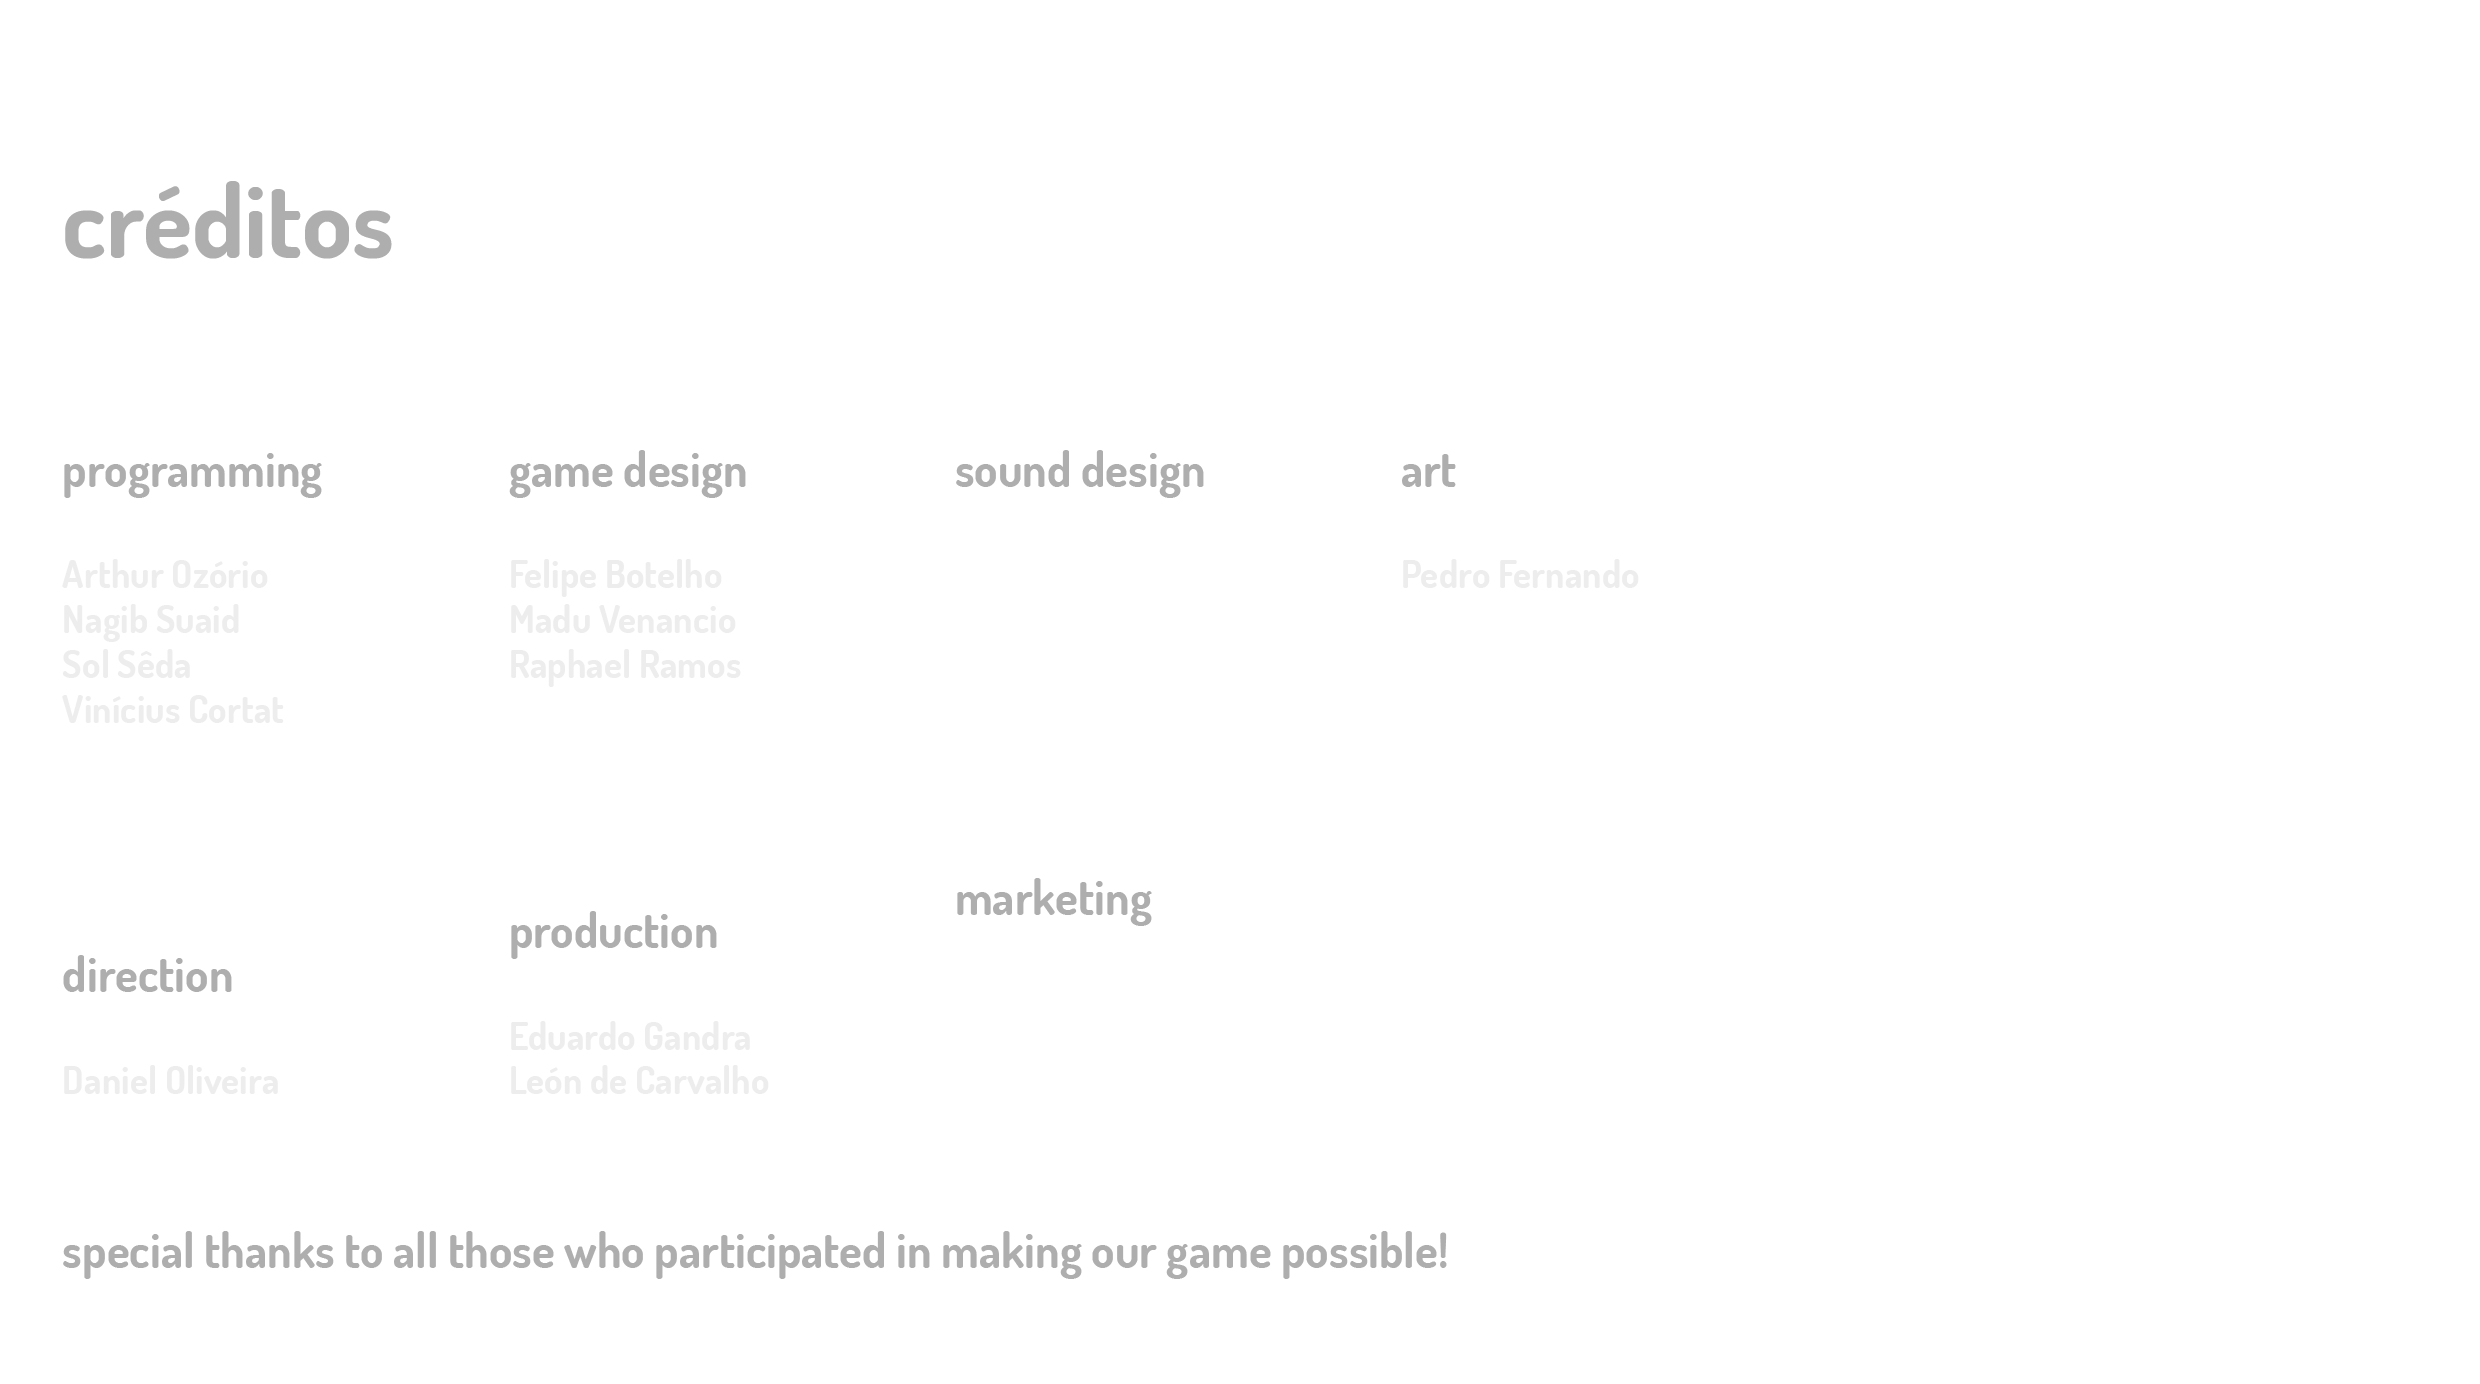 créditos
programming
Arthur Ozório
Nagib Suaid
Sol Sêda
Vinícius Cortat
game design
Felipe Botelho
Madu Venancio
Raphael Ramos
sound design
art
Pedro Fernando
direction
Daniel Oliveira
production
Eduardo Gandra
León de Carvalho
marketing
special thanks to all those who participated in making our game possible!